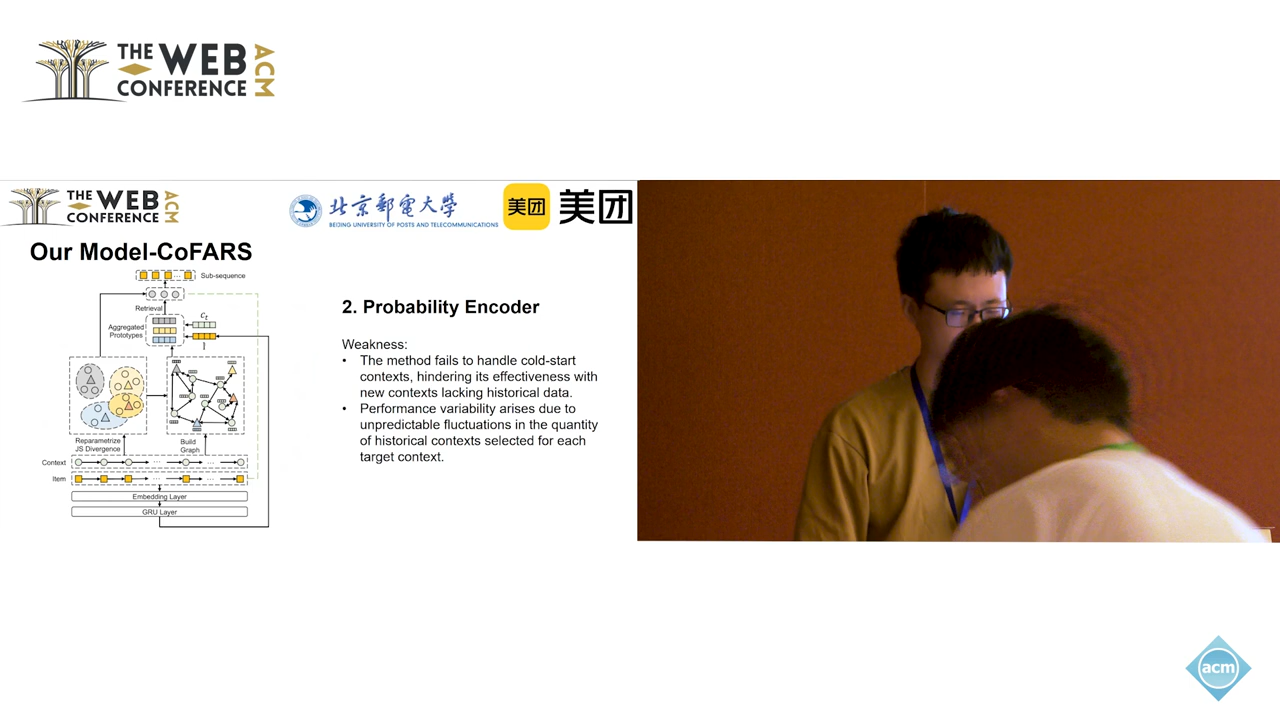 THE WEB
CONFERENCE
ACM
THE WEB
CONFERENCE
ACM
北京郵電大學
BEIJING UNIVERSITY OF POSTS AND TELECOMMUNICATIONS
美团
美团
Our Model-CoFARS
Sub-sequence
Retrieval
Aggregated
Prototypes
c_t
l
Reparametrize
JS Divergence
Build
Graph
Context
Item
Embedding Layer
GRU Layer
2. Probability Encoder
Weakness:
• The method fails to handle cold-start
contexts, hindering its effectiveness with
new contexts lacking historical data.
• Performance variability arises due to
unpredictable fluctuations in the quantity
of historical contexts selected for each
target context.
acm